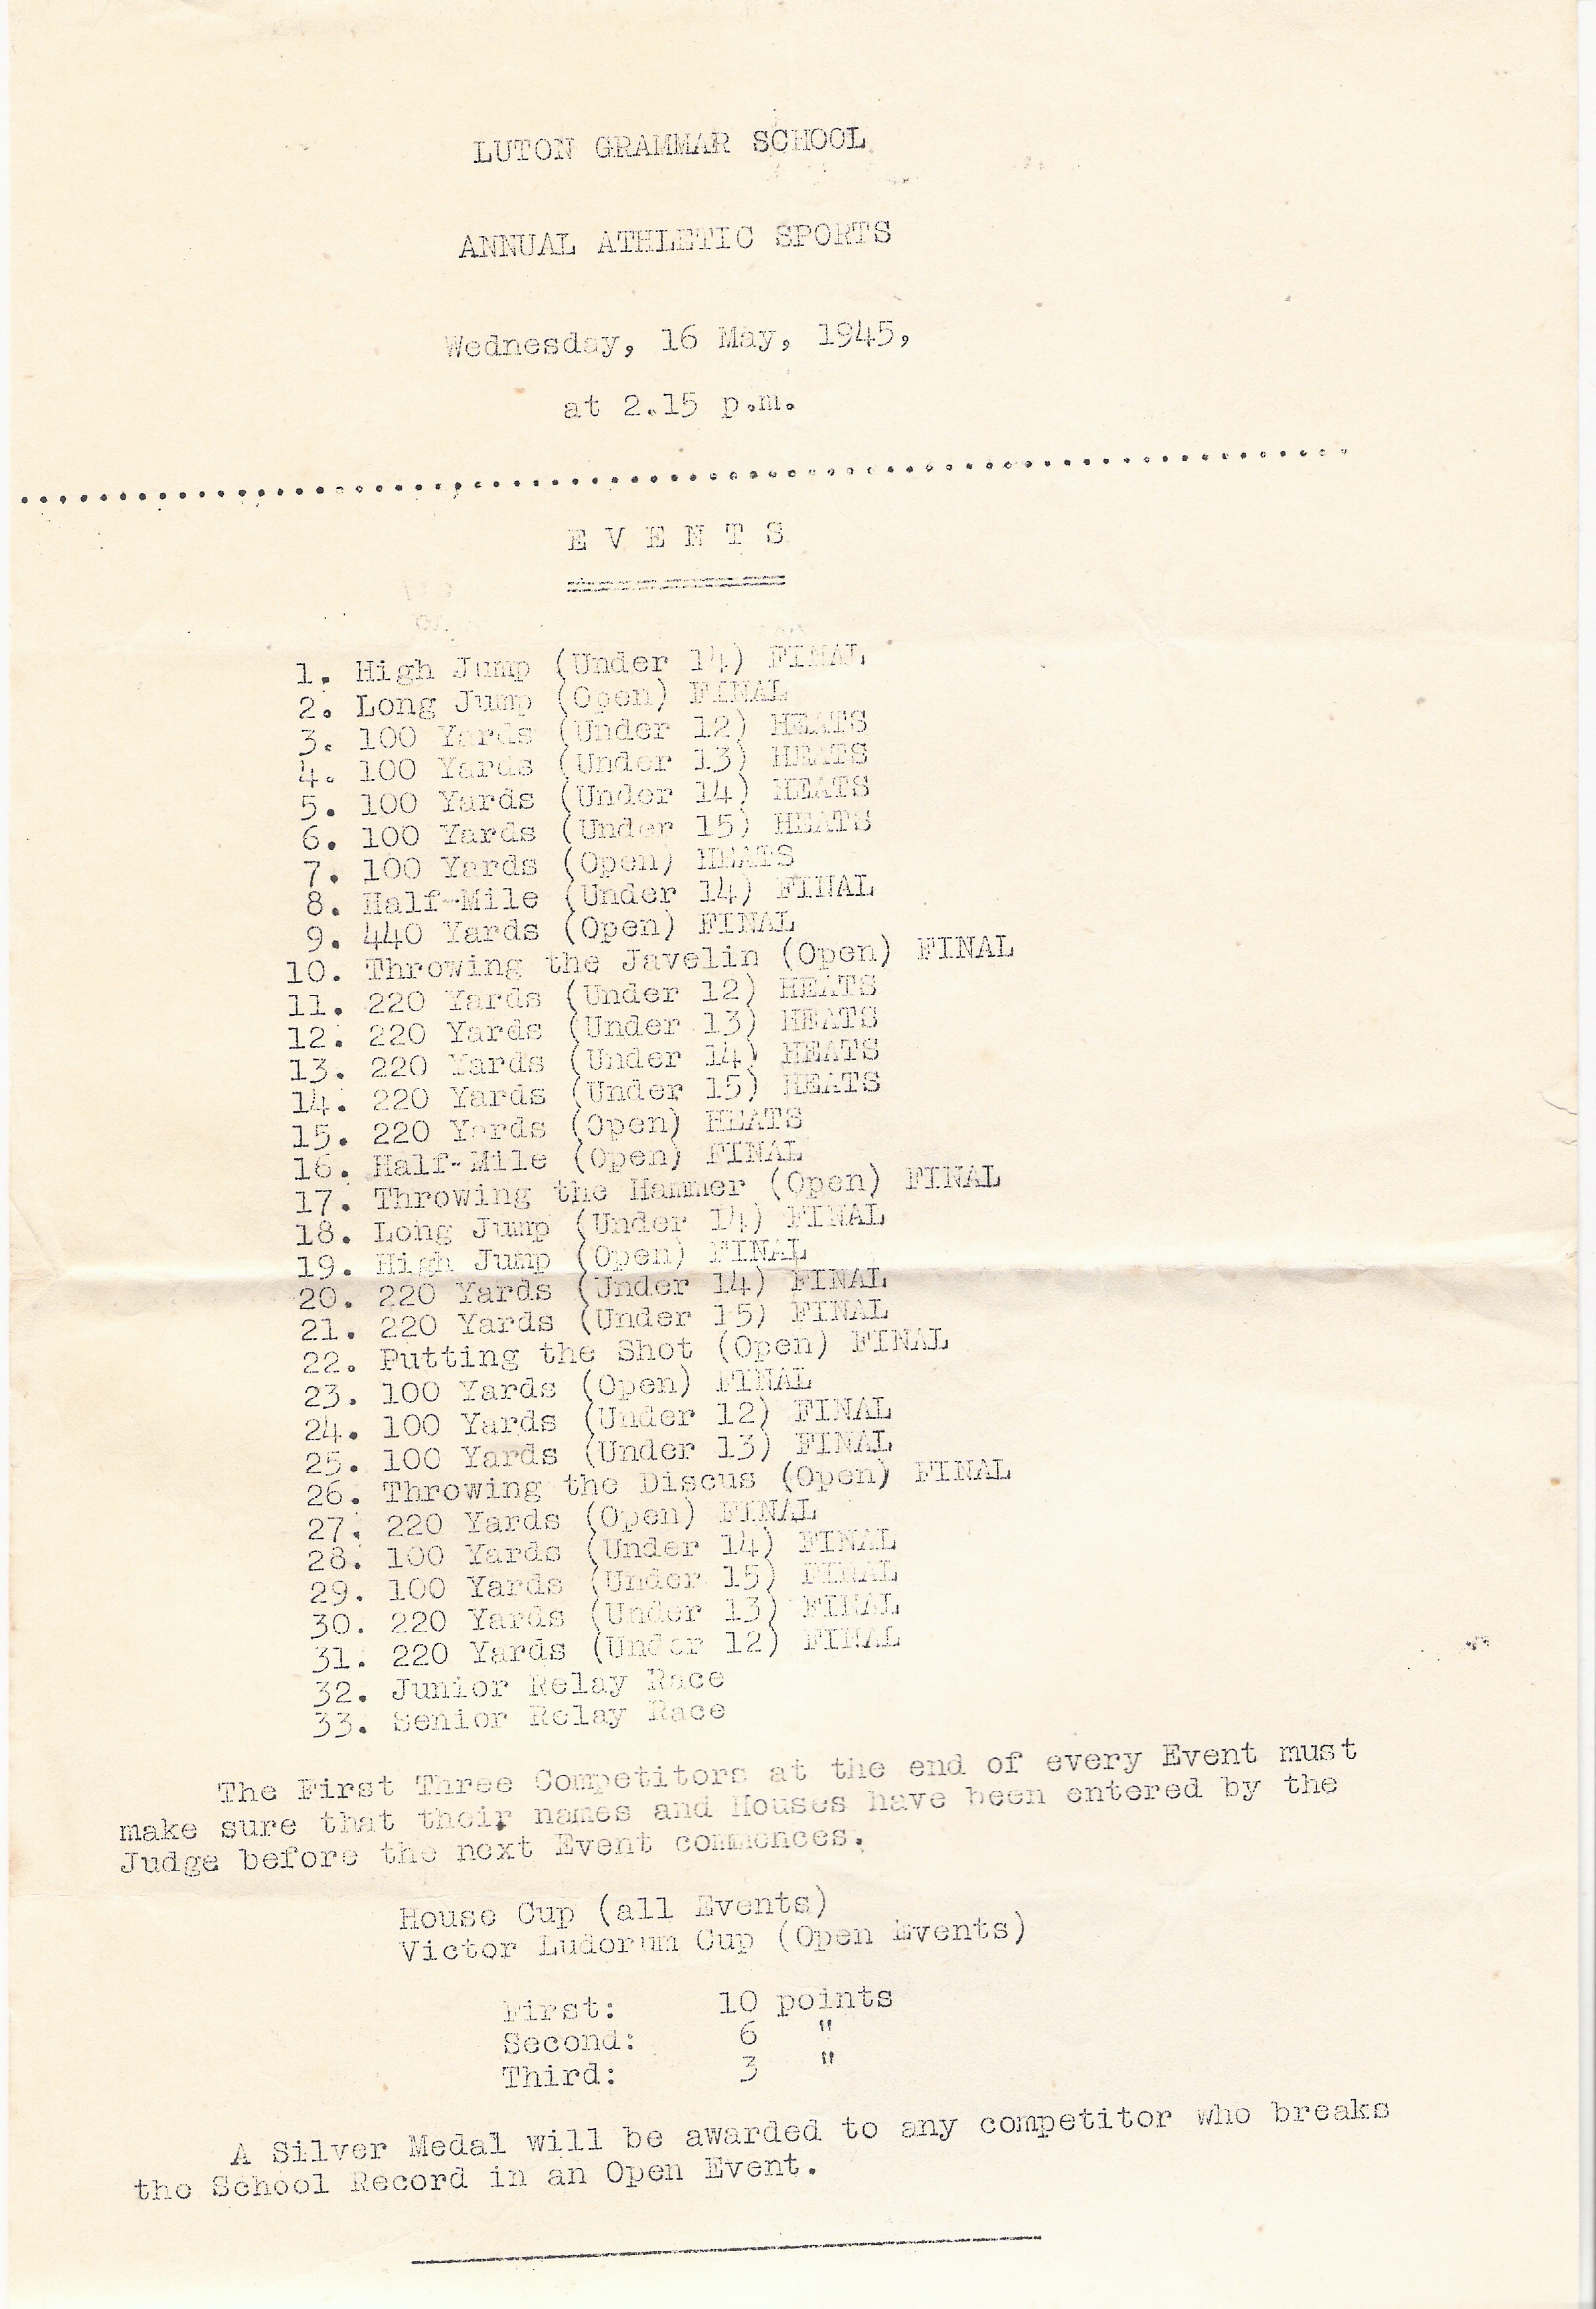 LUTON GRAMMAR SCHOOL
ANNUAL ATHLETIC SPORTS
Wednesday, 16 May, 1945,
at 2.15 p.m.
E V E N T S
1. High Jump (Under 14) FINAL
2. Long Jump (Open) FINAL
3. 100 Yards (Under 12) HEATS
4. 100 Yards (Under 13) HEATS
5. 100 Yards (Under 14) HEATS
6. 100 Yards (Under 15) HEATS
7. 100 Yards (Open) HEATS
8. Half-Mile (Under 14) FINAL
9. 440 Yards (Open) FINAL
10. Throwing the Javelin (Open) FINAL
11. 220 Yards (Under 12) HEATS
12. 220 Yards (Under 13) HEATS
13. 220 Yards (Under 14) HEATS
14. 220 Yards (Under 15) HEATS
15. 220 Yards (Open) HEATS
16. Half-Mile (Open) FINAL
17. Throwing the Hammer (Open) FINAL
18. Long Jump (Under 14) FINAL
19. High Jump (Open) FINAL
20. 220 Yards (Under 14) FINAL
21. 220 Yards (Under 15) FINAL
22. Putting the Shot (Open) FINAL
23. 100 Yards (Open) FINAL
24. 100 Yards (Under 12) FINAL
25. 100 Yards (Under 13) FINAL
26. Throwing the Discus (Open) FINAL
27. 220 Yards (Open) FINAL
28. 100 Yards (Under 14) FINAL
29. 100 Yards (Under 15) FINAL
30. 220 Yards (Under 13) FINAL
31. 220 Yards (Under 12) FINAL
32. Junior Relay Race
33. Senior Relay Race
The First Three Competitors at the end of every Event must
make sure that their names and Houses have been entered by the
Judge before the next Event commences.
House Cup (all Events)
Victor Ludorum Cup (Open Events)
First: 10 points
Second: 6 "
Third: 3 "
A Silver Medal will be awarded to any competitor who breaks
the School Record in an Open Event.